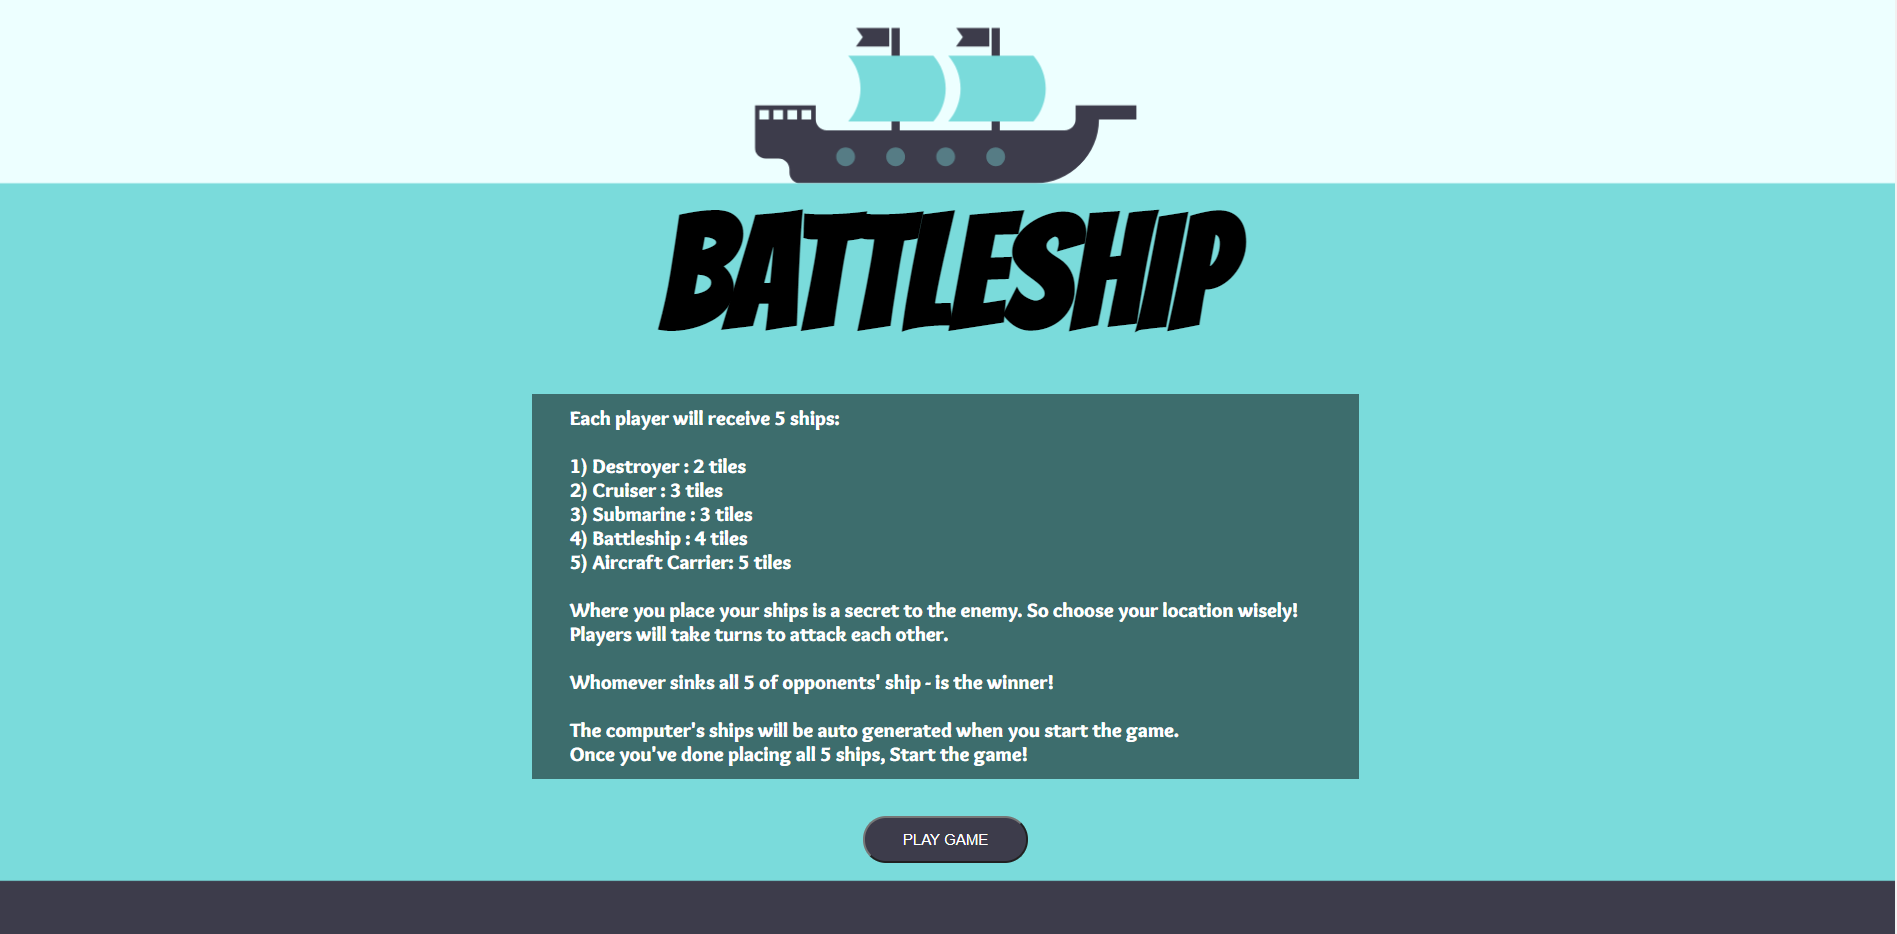 BATTLESHIP
Each player will receive 5 ships:
1) Destroyer : 2 tiles
2) Cruiser : 3 tiles
3) Submarine : 3 tiles
4) Battleship : 4 tiles
5) Aircraft Carrier: 5 tiles
Where you place your ships is a secret to the enemy. So choose your location wisely!
Players will take turns to attack each other.
Whomever sinks all 5 of opponents' ship - is the winner!
The computer's ships will be auto generated when you start the game.
Once you've done placing all 5 ships, Start the game!
PLAY GAME